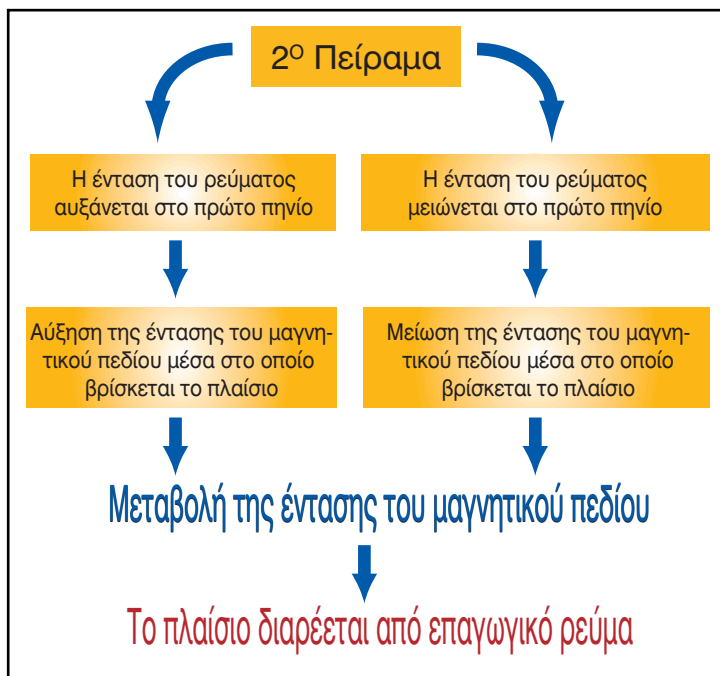 2º Πείραμα
Η ένταση του ρεύματος
αυξάνεται στο πρώτο πηνίο
Η ένταση του ρεύματος
μειώνεται στο πρώτο πηνίο
Αύξηση της έντασης του μαγνη-
τικού πεδίου μέσα στο οποίο
βρίσκεται το πλαίσιο
Μείωση της έντασης του μαγνη-
τικού πεδίου μέσα στο οποίο
βρίσκεται το πλαίσιο
Μεταβολή της έντασης του μαγνητικού πεδίου
Το πλαίσιο διαρέεται από επαγωγικό ρεύμα